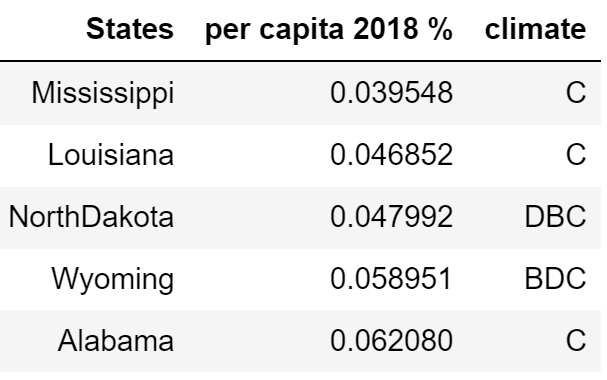 States per capita 2018 % climate
Mississippi 0.039548 C
Louisiana 0.046852 C
NorthDakota 0.047992 DBC
Wyoming 0.058951 BDC
Alabama 0.062080 C